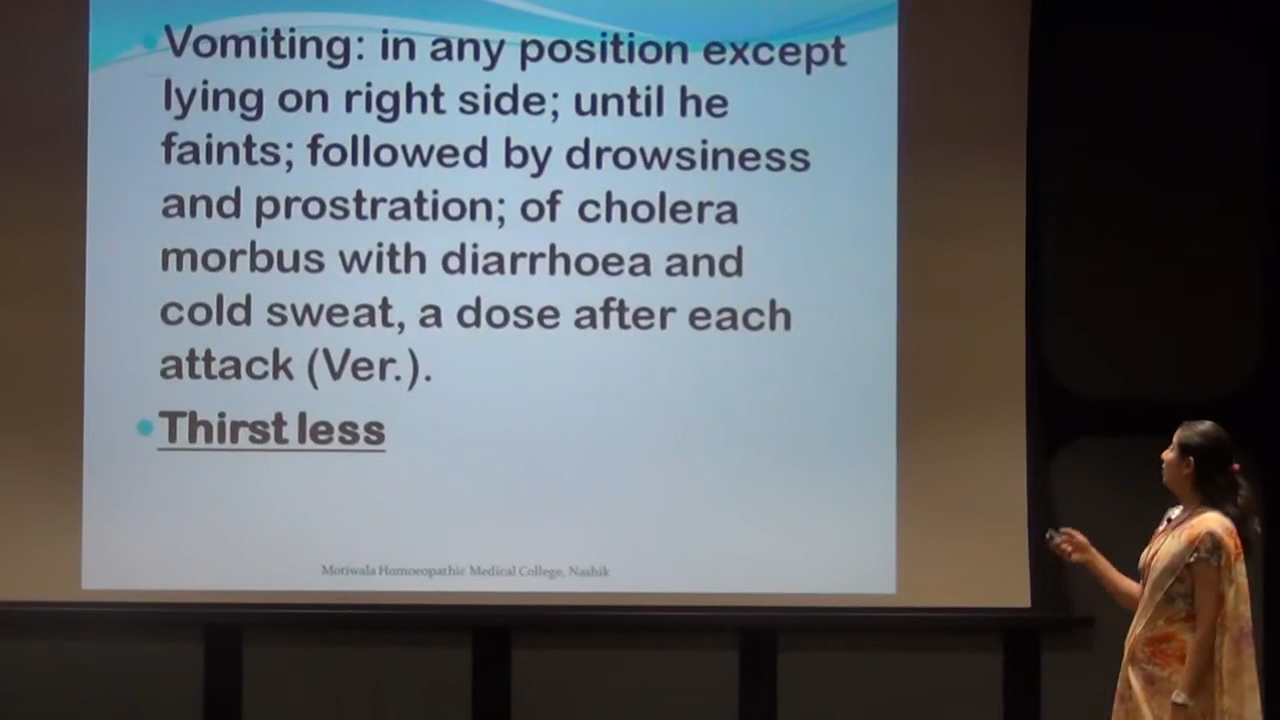 Vomiting: in any position except
lying on right side; until he
faints; followed by drowsiness
and prostration; of cholera
morbus with diarrhoea and
cold sweat, a dose after each
attack (Ver.).
Thirst less
Motiwala Homoeopathic Medical College, Nashik